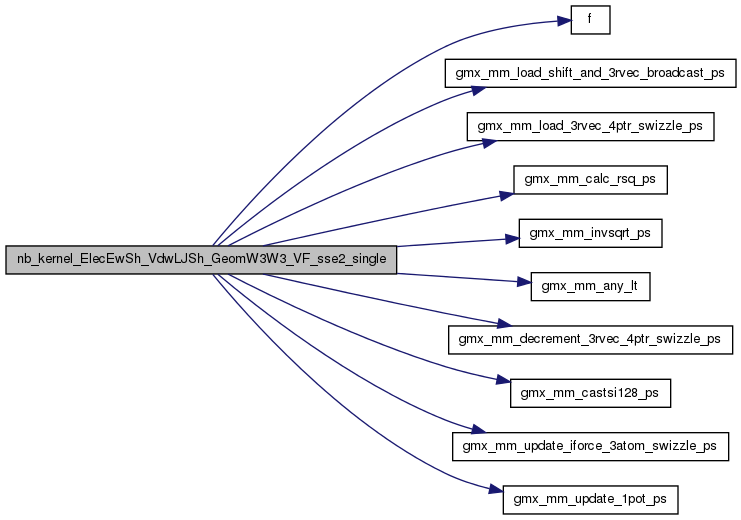 f
gmx_mm_load_shift_and_3rvec_broadcast_ps
gmx_mm_load_3rvec_4ptr_swizzle_ps
gmx_mm_calc_rsq_ps
gmx_mm_invsqrt_ps
nb_kernel_ElecEwSh_VdwLJSh_GeomW3W3_VF_sse2_single
gmx_mm_any_lt
gmx_mm_decrement_3rvec_4ptr_swizzle_ps
gmx_mm_castsi128_ps
gmx_mm_update_iforce_3atom_swizzle_ps
gmx_mm_update_1pot_ps